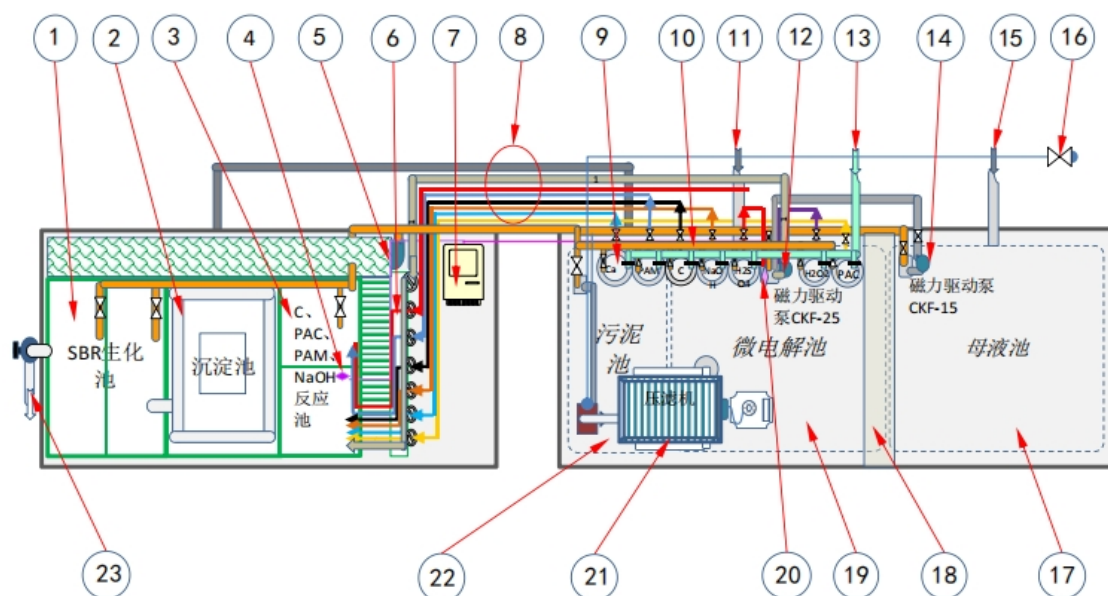 1 2 3 4 5 6 7 8 9 10 11 12 13 14 15 16
1
Ca
AM
C
NaO
H
H2S
O4
H2O2
PAC
磁力驱动
泵CKF-25
磁力驱动泵
CKF-15
SBR生化
池
沉淀池
C、
PAC、
PAM、
NaOH
反应
池
污泥
池
微电解池
母液池
压滤机
23 22 21 20 19 18 17